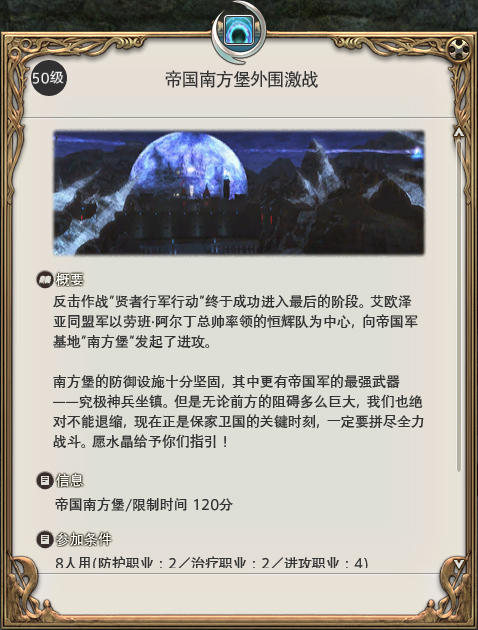 50级
帝国南方堡外围激战
概要
反击作战“贤者行军行动”终于成功进入最后的阶段。艾欧泽
亚同盟军以劳班·阿尔丁总帅率领的恒辉队为中心，向帝国军
基地“南方堡”发起了进攻。
南方堡的防御设施十分坚固，其中更有帝国军的最强武器
——究极神兵坐镇。但是无论前方的阻碍多么巨大，我们也绝
对不能退缩，现在正是保家卫国的关键时刻，一定要拼尽全力
战斗。愿水晶给予你们指引！
信息
帝国南方堡/限制时间 120分
参加条件
8人用(防护职业：2／治疗职业：2／进攻职业：4)